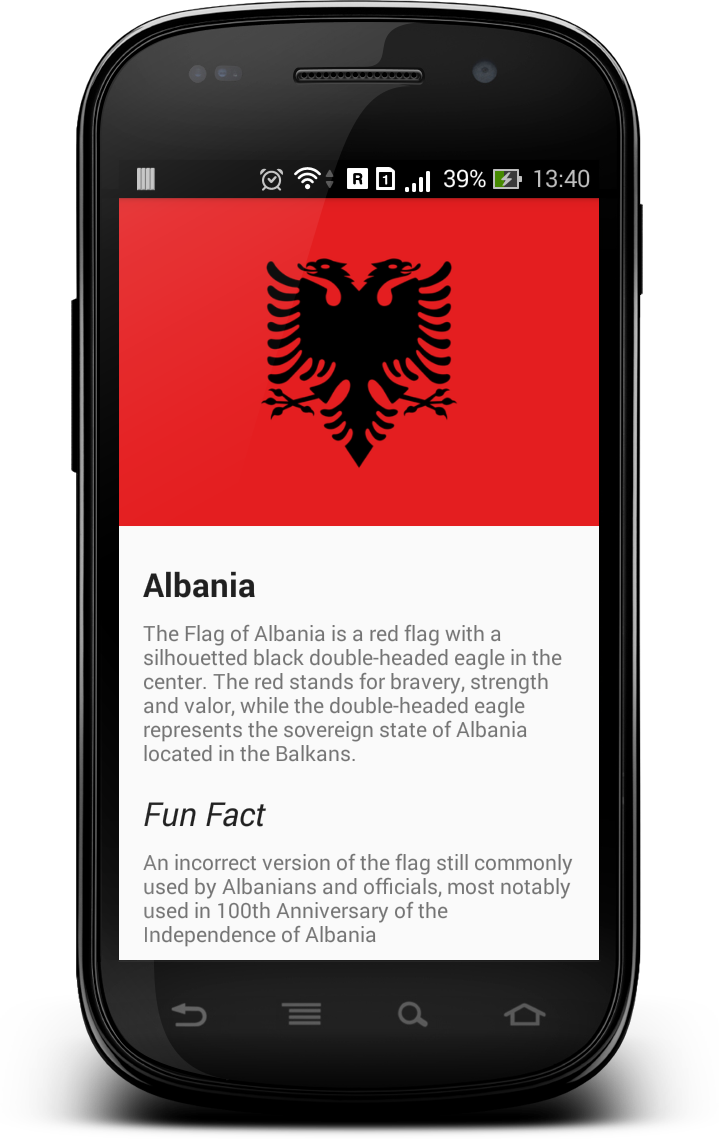 R 1 39% 13:40
Albania
The Flag of Albania is a red flag with a
silhouetted black double-headed eagle in the
center. The red stands for bravery, strength
and valor, while the double-headed eagle
represents the sovereign state of Albania
located in the Balkans.
Fun Fact
An incorrect version of the flag still commonly
used by Albanians and officials, most notably
used in 100th Anniversary of the
Independence of Albania